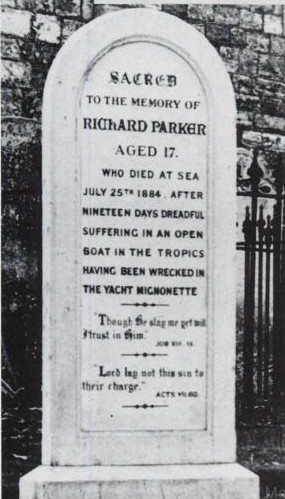 SACRED
TO THE MEMORY OF
RICHARD PARKER
AGED 17.
WHO DIED AT SEA
JULY 25TH 1884, AFTER
NINETEEN DAYS DREADFUL
SUFFERING IN AN OPEN
BOAT IN THE TROPICS
HAVING BEEN WRECKED IN
THE YACHT MIGNONETTE
"Though He slay me yet will
I trust in Him."
JOB XIII. 15.
"Lord lay not this sin to
their charge."
ACTS VII. 60.